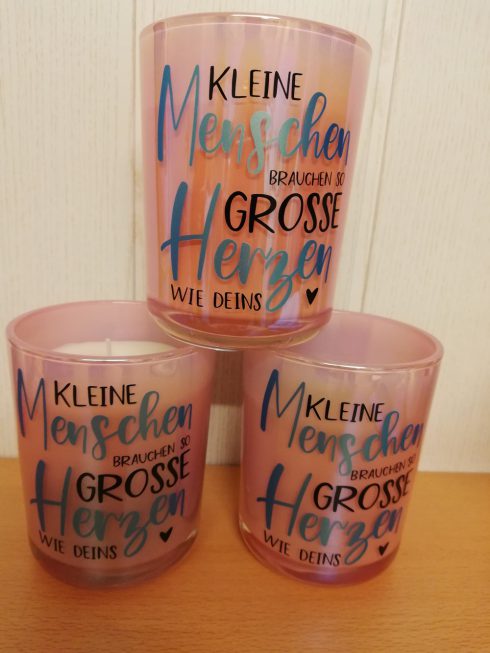 KLEINE
Menschen
BRAUCHEN SO
GROSSE
Herzen
WIE DEINS
KLEINE
Menschen
BRAUCHEN SO
GROSSE
Herzen
WIE DEINS
KLEINE
Menschen
BRAUCHEN SO
GROSSE
Herzen
WIE DEINS